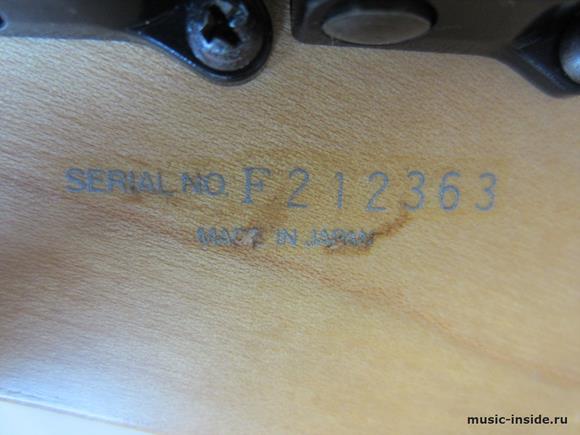 SERIAL NO. F212363
MADE IN JAPAN
music-inside.ru